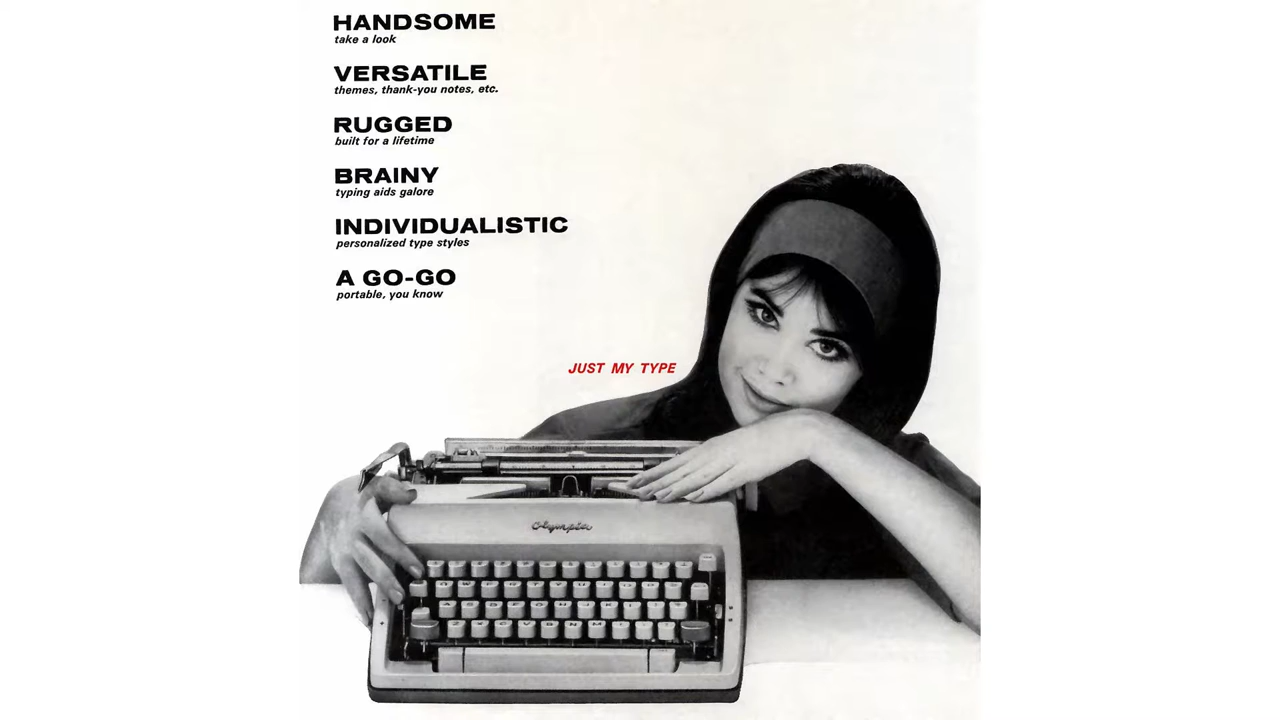 HANDSOME
take a look
VERSATILE
themes, thank-you notes, etc.
RUGGED
built for a lifetime
BRAINY
typing aids galore
INDIVIDUALISTIC
personalized type styles
A GO-GO
portable, you know
JUST MY TYPE
Olympia